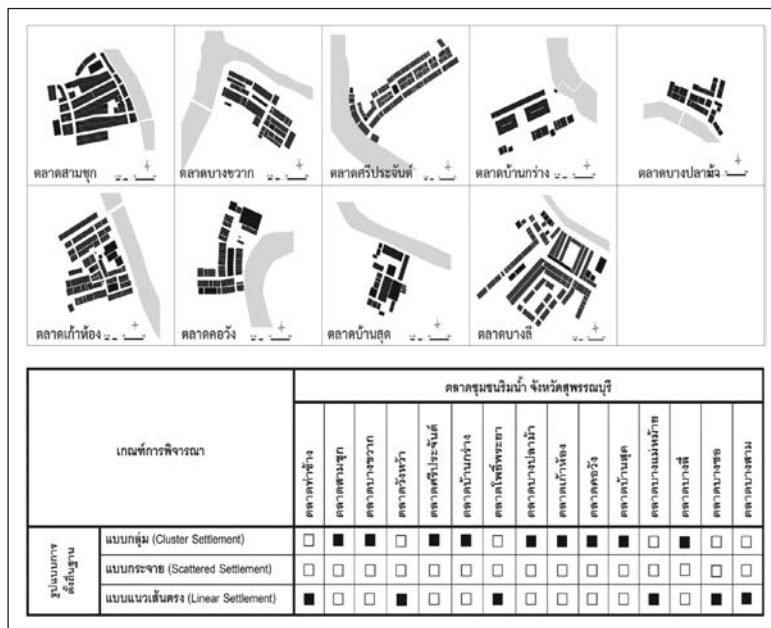 ตลาดสามชุก
ตลาดบางขวาก
ตลาดศรีประจันต์
ตลาดบ้านกร่าง
ตลาดบางปลาม้า
ตลาดเก้าห้อง
ตลาดคอวัง
ตลาดบ้านสุด
ตลาดบางลี่
เกณฑ์การพิจารณา
ตลาดชุมชนริมน้ำ จังหวัดสุพรรณบุรี
ตลาดท่าช้าง
ตลาดสามชุก
ตลาดบางขวาก
ตลาดวังหว้า
ตลาดศรีประจันต์
ตลาดบ้านกร่าง
ตลาดโพธิ์พระยา
ตลาดบางปลาม้า
ตลาดเก้าห้อง
ตลาดคอวัง
ตลาดบ้านสุด
ตลาดบางแม่หม้าย
ตลาดบางลี่
ตลาดบางซอ
ตลาดบางสาม
รูปแบบการ
ตั้งถิ่นฐาน
แบบกลุ่ม (Cluster Settlement)
แบบกระจาย (Scattered Settlement)
แบบแนวเส้นตรง (Linear Settlement)